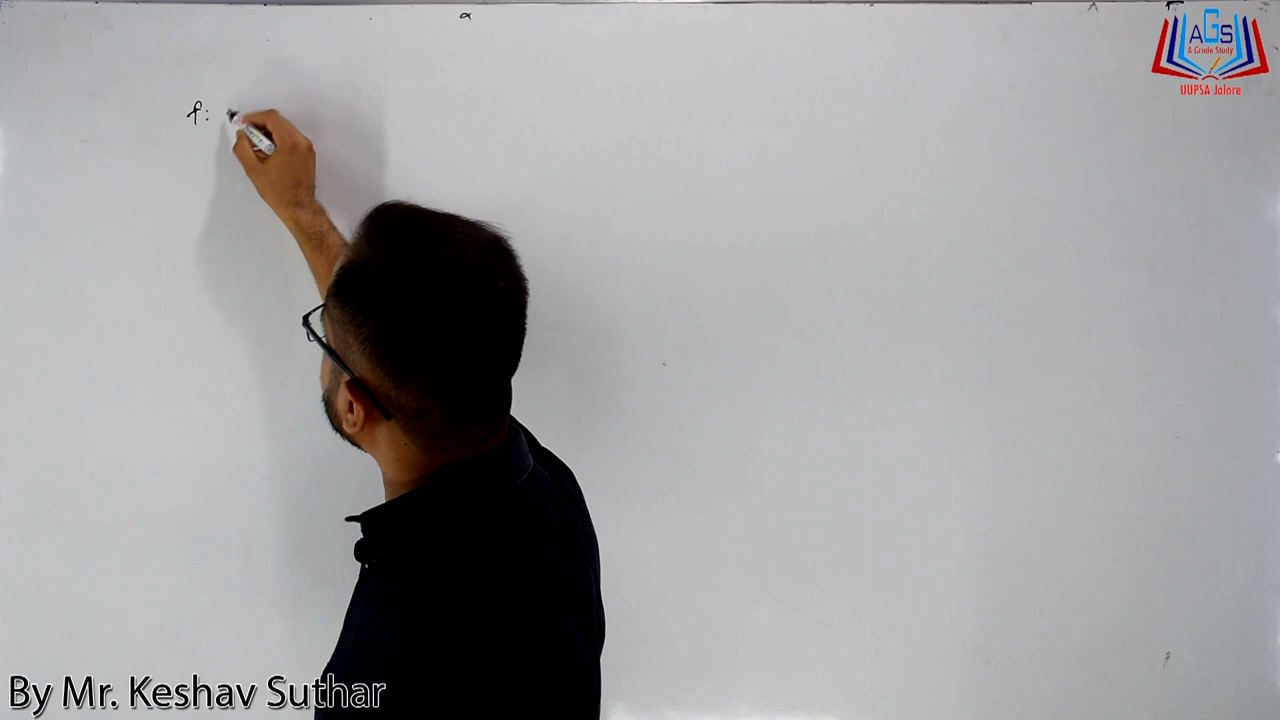 α
f:
AGS
A Grade Study
UUPSA Jalore
By Mr. Keshav Suthar